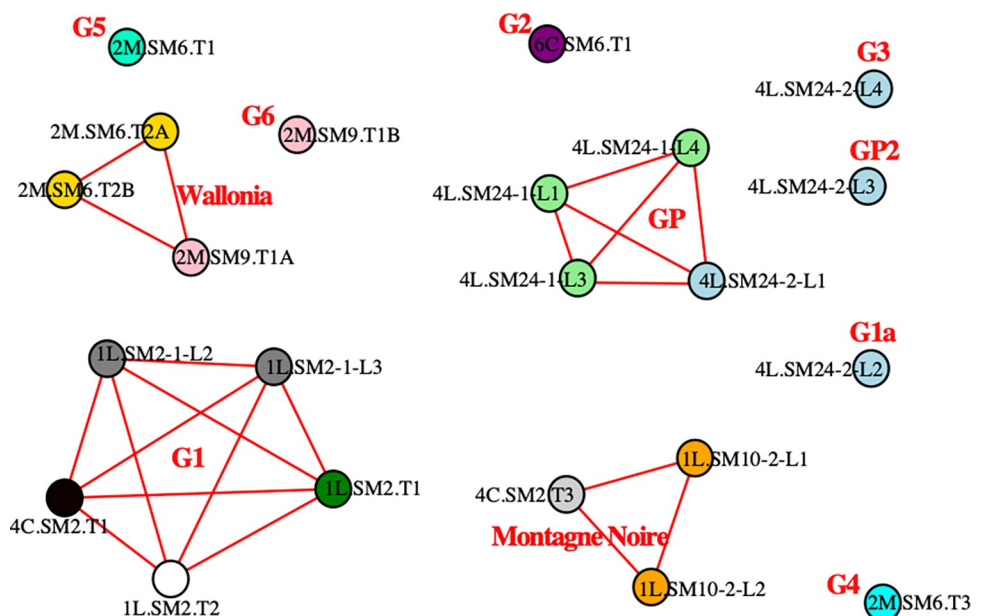 G5
2M.SM6.T1
G2
6C.SM6.T1
G3
4L.SM24-2-L4
G6
2M.SM9.T1B
2M.SM6.T2A
2M.SM6.T2B
Wallonia
2M.SM9.T1A
4L.SM24-1-L4
4L.SM24-1-L1
GP
4L.SM24-1-L3
4L.SM24-2-L1
GP2
4L.SM24-2-L3
G1a
4L.SM24-2-L2
1L.SM2-1-L2
1L.SM2-1-L3
G1
1L.SM2.T1
4C.SM2.T1
1L.SM2.T2
1L.SM10-2-L1
4C.SM2.T3
Montagne Noire
1L.SM10-2-L2
G4
2M.SM6.T3